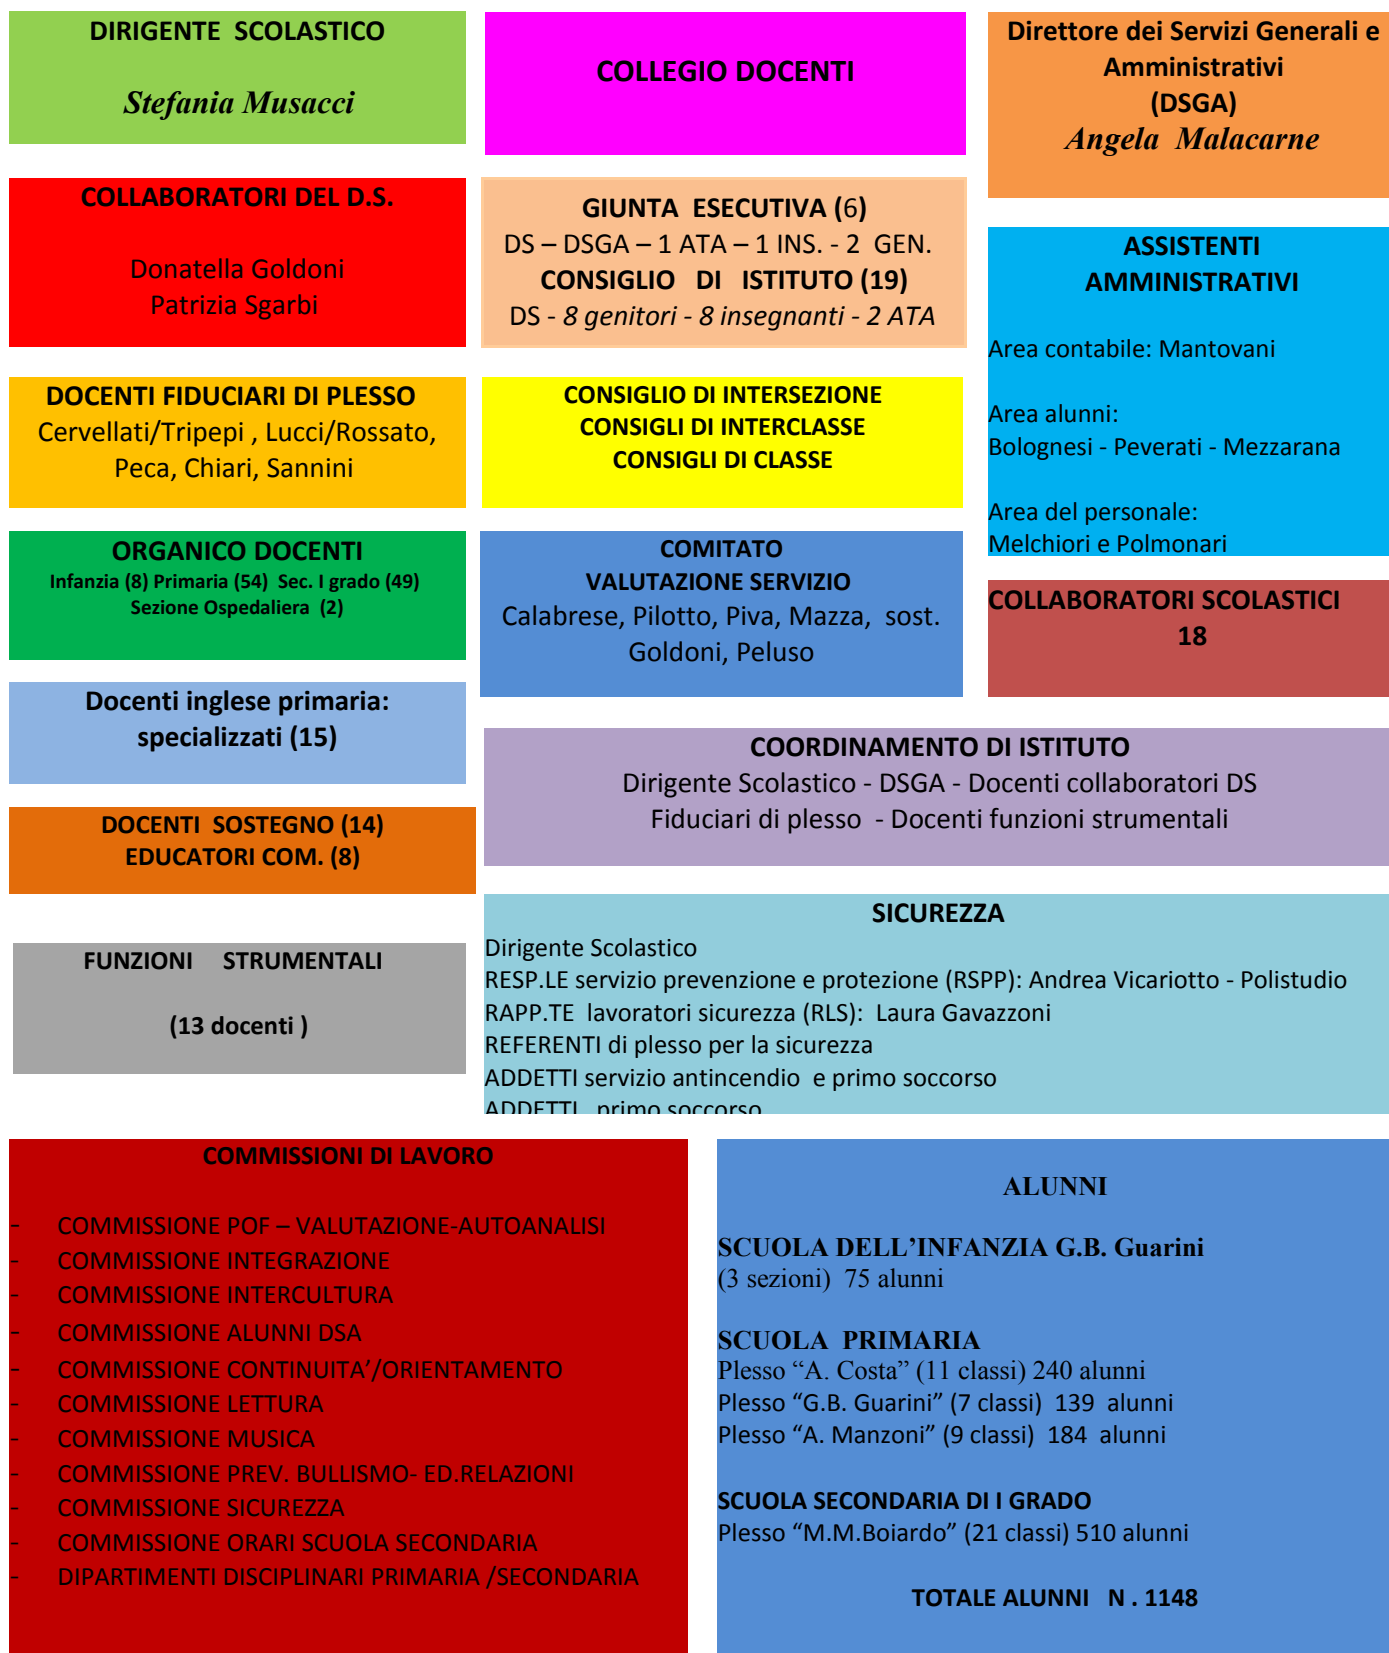 DIRIGENTE SCOLASTICO
Stefania Musacci
COLLEGIO DOCENTI
Direttore dei Servizi Generali e
Amministrativi
(DSGA)
Angela Malacarne
COLLABORATORI DEL D.S.
Donatella Goldoni
Patrizia Sgarbi
GIUNTA ESECUTIVA (6)
DS – DSGA – 1 ATA – 1 INS. - 2 GEN.
CONSIGLIO DI ISTITUTO (19)
DS - 8 genitori - 8 insegnanti - 2 ATA
ASSISTENTI
AMMINISTRATIVI
Area contabile: Mantovani
Area alunni:
Bolognesi - Peverati - Mezzarana
Area del personale:
Melchiori e Polmonari
DOCENTI FIDUCIARI DI PLESSO
Cervellati/Tripepi , Lucci/Rossato,
Peca, Chiari, Sannini
CONSIGLIO DI INTERSEZIONE
CONSIGLI DI INTERCLASSE
CONSIGLI DI CLASSE
ORGANICO DOCENTI
Infanzia (8) Primaria (54) Sec. I grado (49)
Sezione Ospedaliera (2)
COMITATO
VALUTAZIONE SERVIZIO
Calabrese, Pilotto, Piva, Mazza, sost.
Goldoni, Peluso
COLLABORATORI SCOLASTICI
18
Docenti inglese primaria:
specializzati (15)
COORDINAMENTO DI ISTITUTO
Dirigente Scolastico - DSGA - Docenti collaboratori DS
Fiduciari di plesso - Docenti funzioni strumentali
DOCENTI SOSTEGNO (14)
EDUCATORI COM. (8)
SICUREZZA
Dirigente Scolastico
RESP.LE servizio prevenzione e protezione (RSPP): Andrea Vicariotto - Polistudio
RAPP.TE lavoratori sicurezza (RLS): Laura Gavazzoni
REFERENTI di plesso per la sicurezza
ADDETTI servizio antincendio e primo soccorso
ADDETTI primo soccorso
FUNZIONI STRUMENTALI
(13 docenti )
COMMISSIONI DI LAVORO
- COMMISSIONE POF – VALUTAZIONE-AUTOANALISI
- COMMISSIONE INTEGRAZIONE
- COMMISSIONE INTERCULTURA
- COMMISSIONE ALUNNI DSA
- COMMISSIONE CONTINUITA’/ORIENTAMENTO
- COMMISSIONE LETTURA
- COMMISSIONE MUSICA
- COMMISSIONE PREV. BULLISMO- ED.RELAZIONI
- COMMISSIONE SICUREZZA
- COMMISSIONE ORARI SCUOLA SECONDARIA
- DIPARTIMENTI DISCIPLINARI PRIMARIA /SECONDARIA
ALUNNI
SCUOLA DELL’INFANZIA G.B. Guarini
(3 sezioni) 75 alunni
SCUOLA PRIMARIA
Plesso “A. Costa” (11 classi) 240 alunni
Plesso “G.B. Guarini” (7 classi) 139 alunni
Plesso “A. Manzoni” (9 classi) 184 alunni
SCUOLA SECONDARIA DI I GRADO
Plesso “M.M.Boiardo” (21 classi) 510 alunni
TOTALE ALUNNI N . 1148